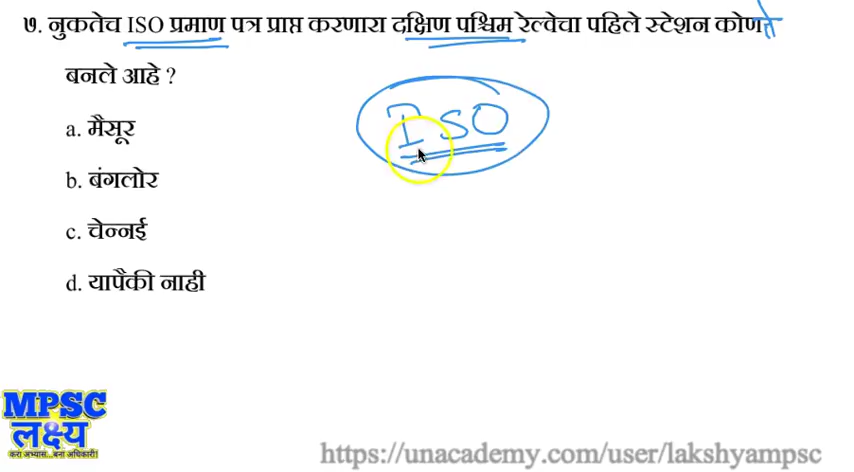 ७. नुकतेच ISO प्रमाण पत्र प्राप्त करणारा दक्षिण पश्चिम रेल्वेचा पहिले स्टेशन कोणते
बनले आहे ?
ISO
a. मैसूर
b. बंगलोर
c. चेन्नई
d. यापैकी नाही
MPSC
लक्ष्य
करा अभ्यास...बना अधिकारी!
https://unacademy.com/user/lakshyampsc